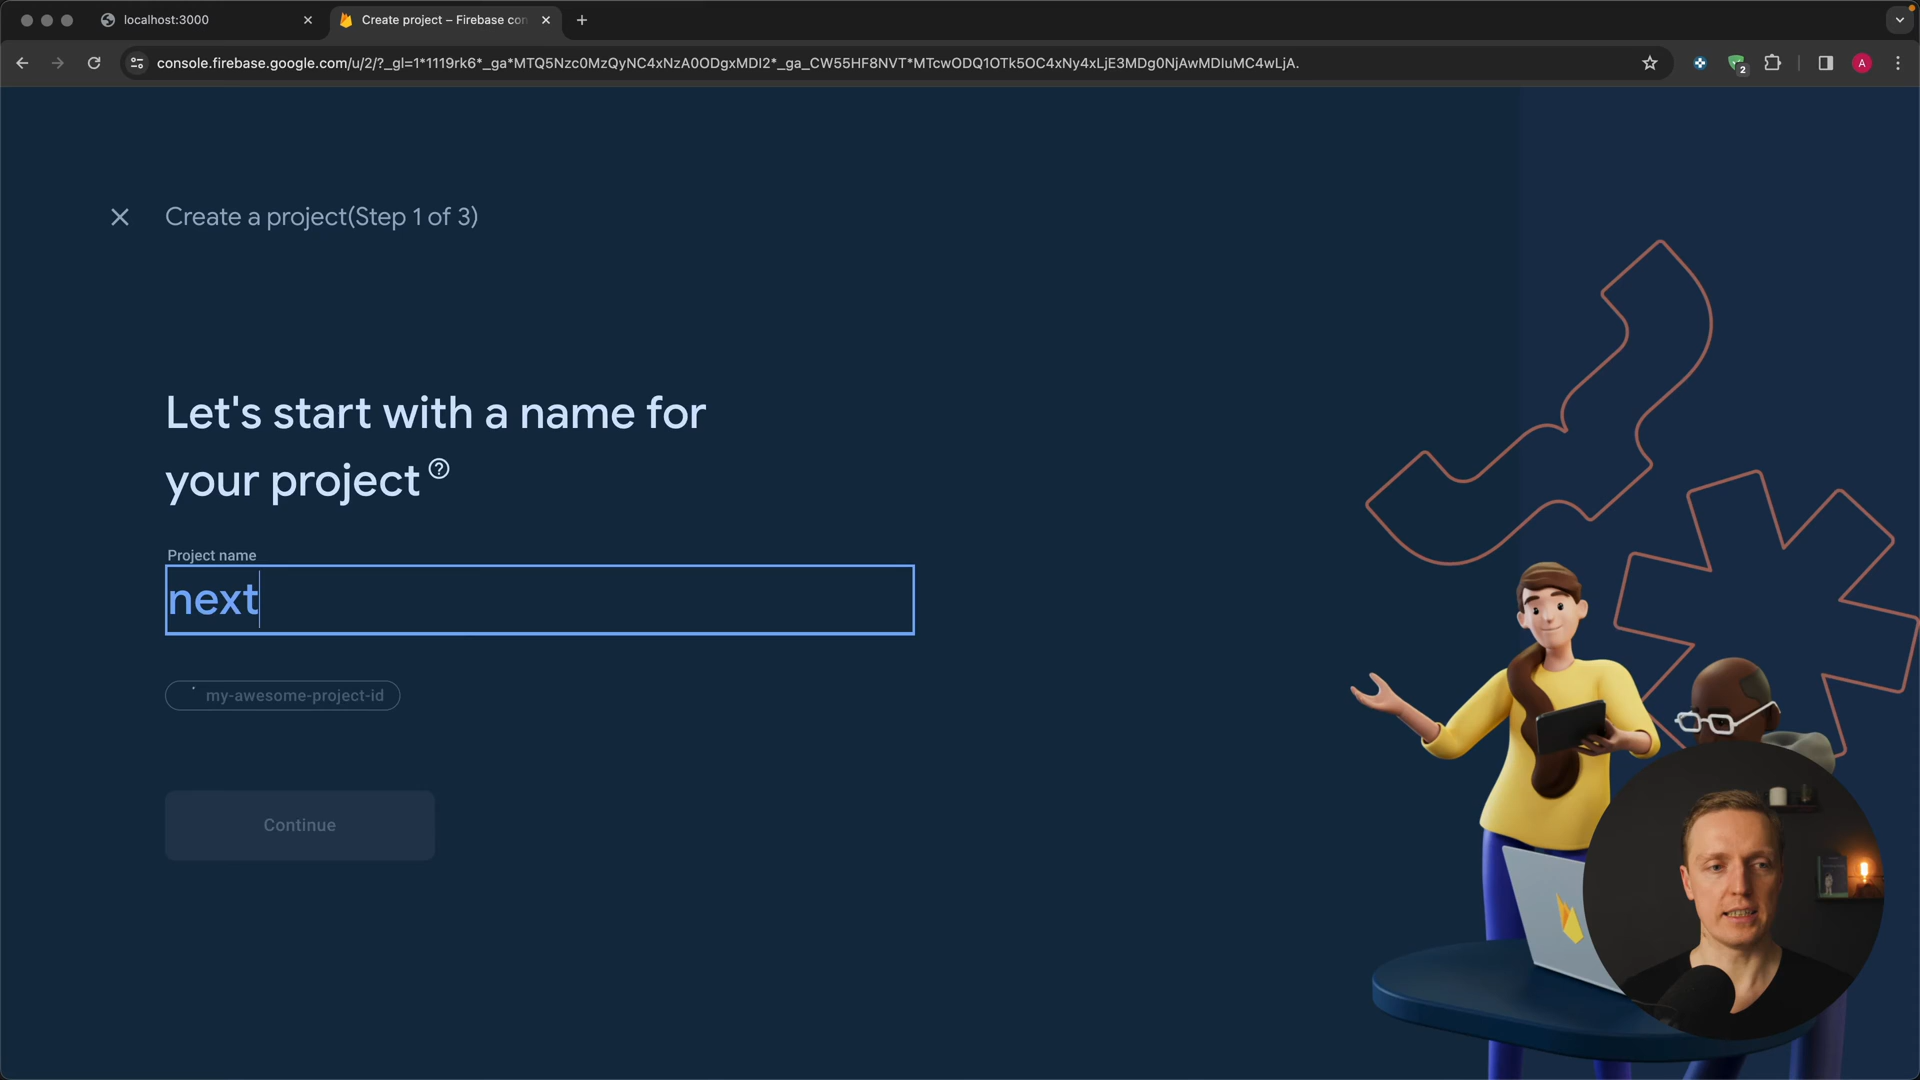 localhost:3000
Create project – Firebase con
console.firebase.google.com/u/2/?_gl=1*1119rk6*_ga*MTQ5Nzc0MzQyNC4xNzA0ODgxMDI2*_ga_CW55HF8NVT*MTcwODQ1OTk5OC4xNy4xLjE3MDg0NjAwMDIuMC4wLjA.
2
A
Create a project(Step 1 of 3)
Let's start with a name for
your project
Project name
next
my-awesome-project-id
Continue